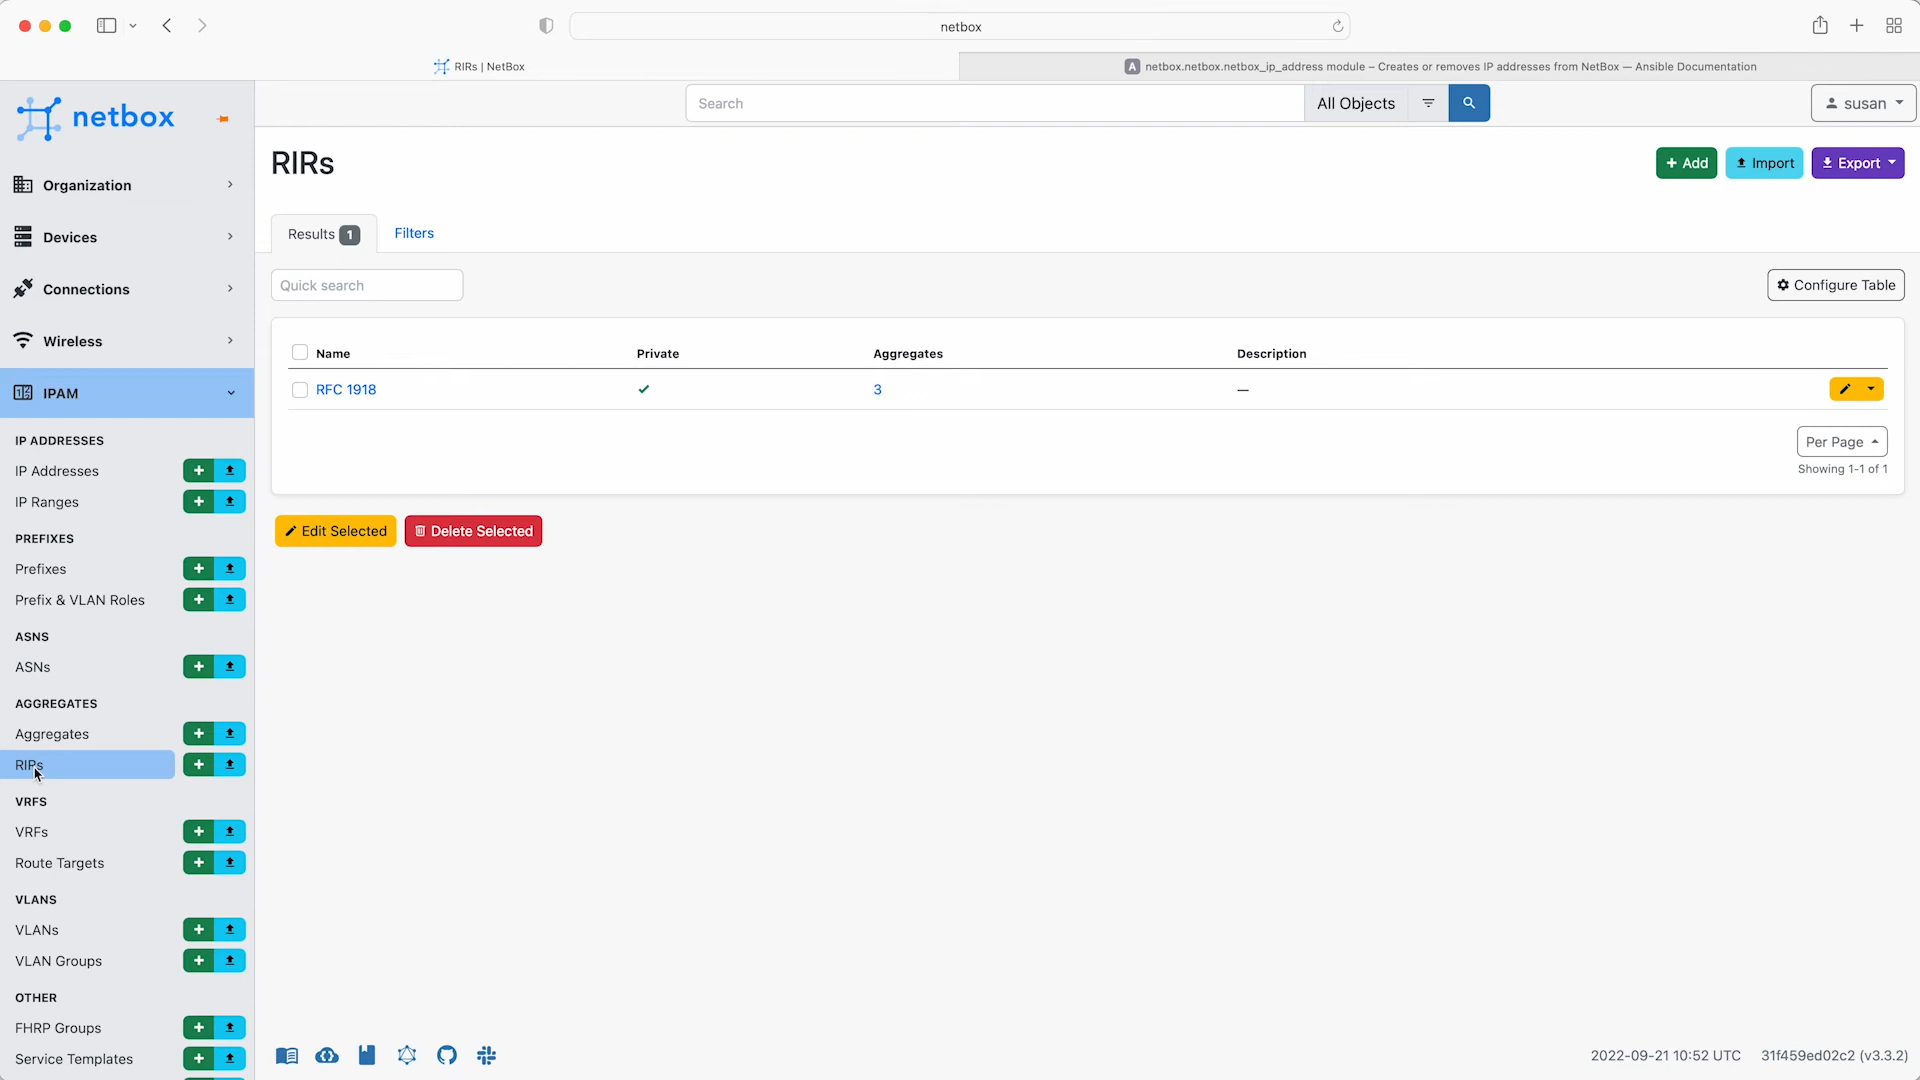 netbox
RIRs | NetBox
A netbox.netbox.netbox_ip_address module – Creates or removes IP addresses from NetBox — Ansible Documentation
netbox
Search
All Objects
susan
RIRs
Add
Import
Export
Organization
Devices
Connections
Wireless
IPAM
IP ADDRESSES
IP Addresses
IP Ranges
PREFIXES
Prefixes
Prefix & VLAN Roles
ASNS
ASNs
AGGREGATES
Aggregates
RIRs
VRFS
VRFs
Route Targets
VLANS
VLANs
VLAN Groups
OTHER
FHRP Groups
Service Templates
Results 1
Filters
Quick search
Configure Table
Name Private Aggregates Description
RFC 1918 3 —
Per Page
Showing 1-1 of 1
Edit Selected
Delete Selected
2022-09-21 10:52 UTC 31f459ed02c2 (v3.3.2)